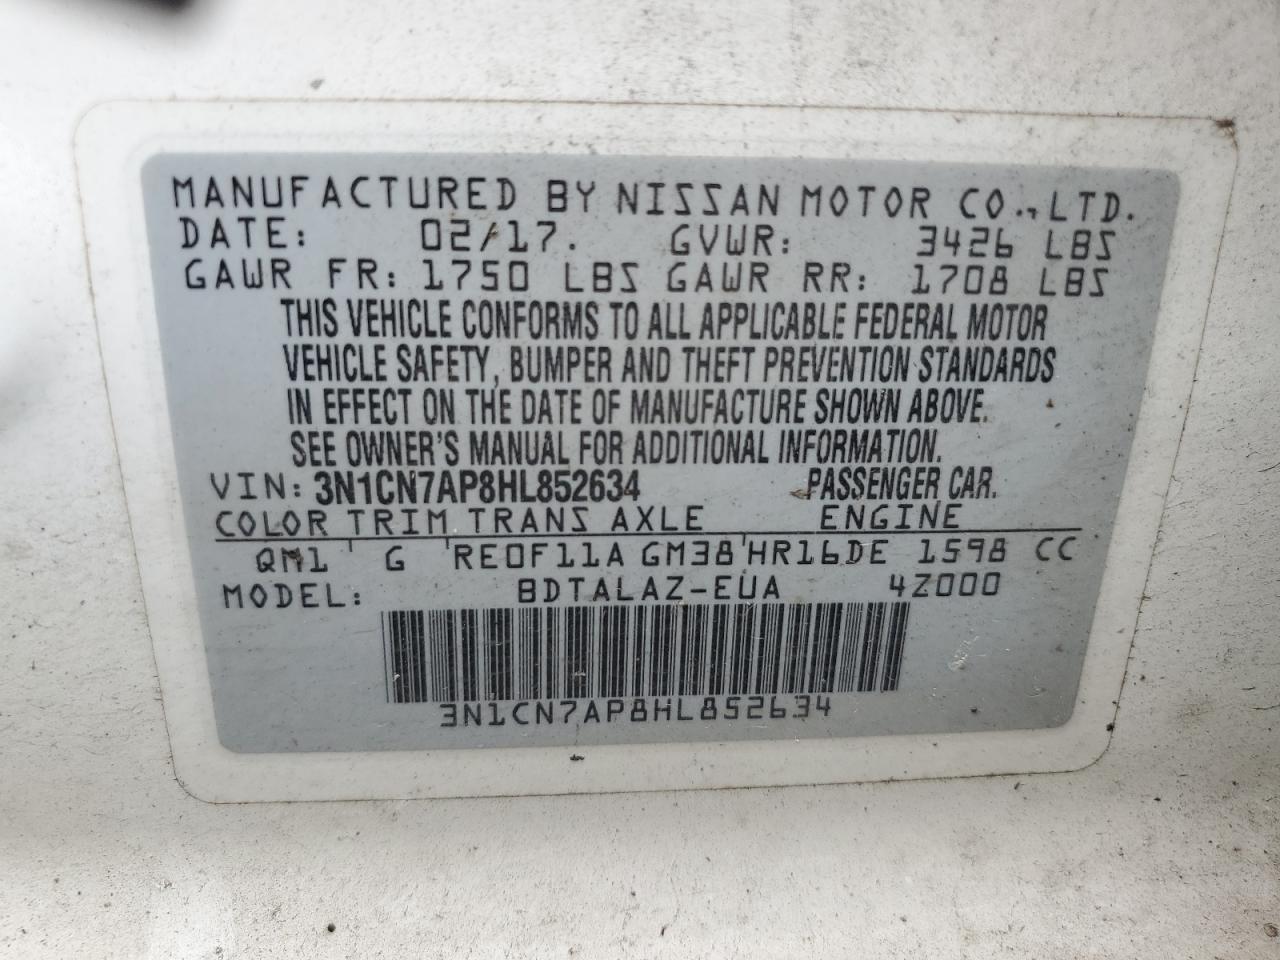 MANUFACTURED BY NISSAN MOTOR CO., LTD.
DATE: 02/17. GVWR: 3426 LBS
GAWR FR: 1750 LBS GAWR RR: 1708 LBS
THIS VEHICLE CONFORMS TO ALL APPLICABLE FEDERAL MOTOR
VEHICLE SAFETY, BUMPER AND THEFT PREVENTION STANDARDS
IN EFFECT ON THE DATE OF MANUFACTURE SHOWN ABOVE.
SEE OWNER'S MANUAL FOR ADDITIONAL INFORMATION.
VIN: 3N1CN7AP8HL852634 PASSENGER CAR.
COLOR TRIM TRANS AXLE ENGINE
QM1 G RE0F11A GM38 HR16DE 1598 CC
MODEL: BDTALAZ-EUA 4Z000
3N1CN7AP8HL852634